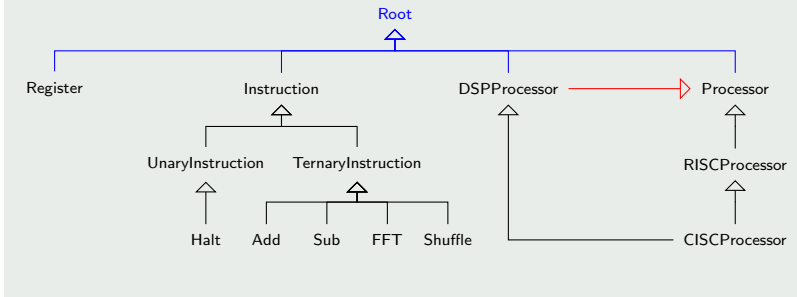 Root
Register Instruction DSPProcessor Processor
UnaryInstruction TernaryInstruction RISCProcessor
Halt Add Sub FFT Shuffle CISCProcessor